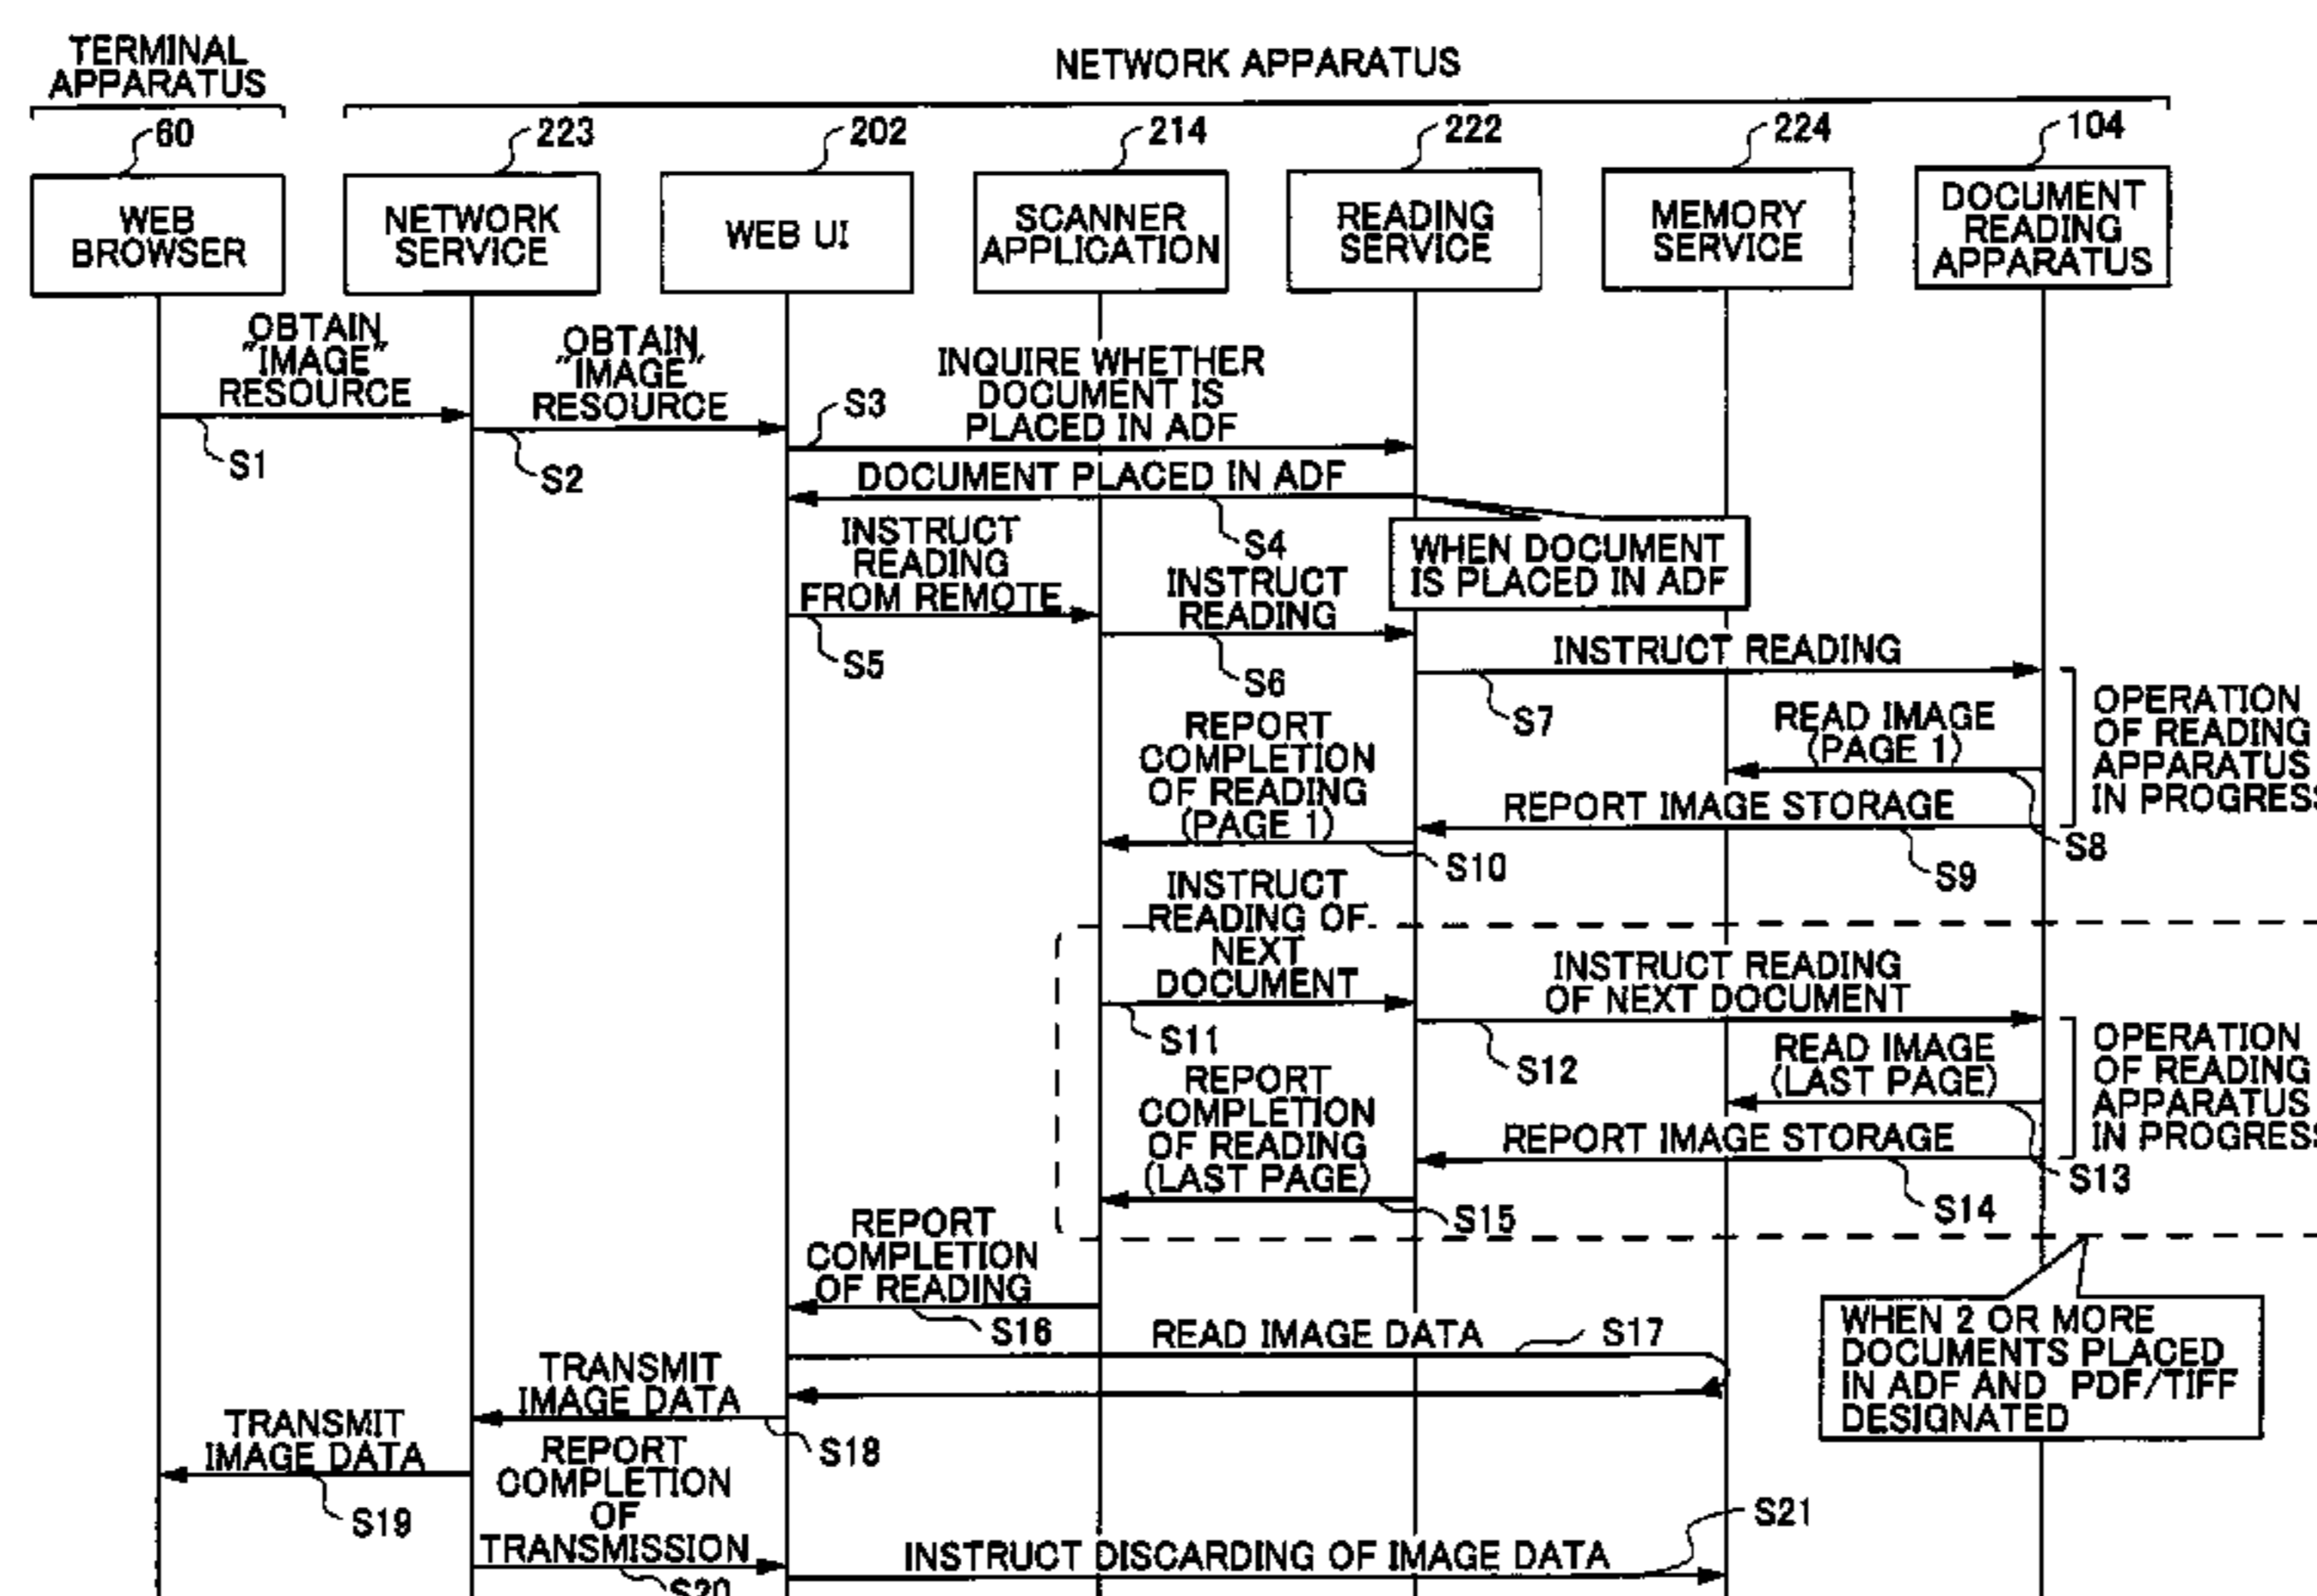 TERMINAL
APPARATUS
NETWORK APPARATUS
60
223
202
214
222
224
104
WEB
BROWSER
NETWORK
SERVICE
WEB UI
SCANNER
APPLICATION
READING
SERVICE
MEMORY
SERVICE
DOCUMENT
READING
APPARATUS
OBTAIN
"IMAGE"
RESOURCE
S1
OBTAIN
"IMAGE"
RESOURCE
S2
S3
INQUIRE WHETHER
DOCUMENT IS
PLACED IN ADF
DOCUMENT PLACED IN ADF
S4
WHEN DOCUMENT
IS PLACED IN ADF
INSTRUCT
READING
FROM REMOTE
S5
INSTRUCT
READING
S6
INSTRUCT READING
S7
READ IMAGE
(PAGE 1)
S8
OPERATION
OF READING
APPARATUS
IN PROGRESS
REPORT IMAGE STORAGE
S9
REPORT
COMPLETION
OF READING
(PAGE 1)
S10
INSTRUCT
READING OF
NEXT
DOCUMENT
S11
INSTRUCT READING
OF NEXT DOCUMENT
S12
READ IMAGE
(LAST PAGE)
S13
OPERATION
OF READING
APPARATUS
IN PROGRESS
REPORT IMAGE STORAGE
S14
REPORT
COMPLETION
OF READING
(LAST PAGE)
S15
REPORT
COMPLETION
OF READING
S16
WHEN 2 OR MORE
DOCUMENTS PLACED
IN ADF AND PDF/TIFF
DESIGNATED
READ IMAGE DATA
S17
TRANSMIT
IMAGE DATA
S18
TRANSMIT
IMAGE DATA
S19
REPORT
COMPLETION
OF
TRANSMISSION
S20
INSTRUCT DISCARDING OF IMAGE DATA
S21